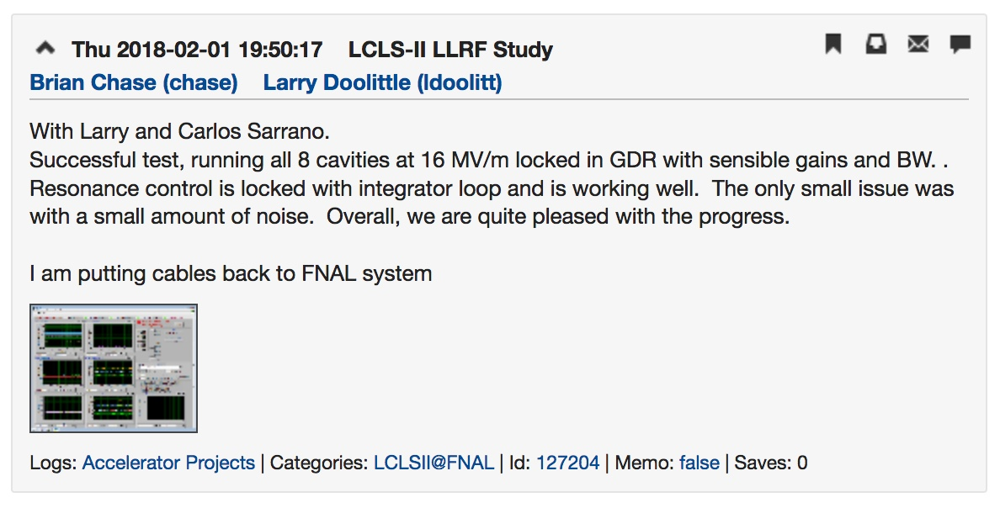 Thu 2018-02-01 19:50:17 LCLS-II LLRF Study
Brian Chase (chase) Larry Doolittle (ldoolitt)
With Larry and Carlos Sarrano.
Successful test, running all 8 cavities at 16 MV/m locked in GDR with sensible gains and BW. .
Resonance control is locked with integrator loop and is working well.  The only small issue was
with a small amount of noise.  Overall, we are quite pleased with the progress.
I am putting cables back to FNAL system
Logs: Accelerator Projects | Categories: LCLSII@FNAL | Id: 127204 | Memo: false | Saves: 0